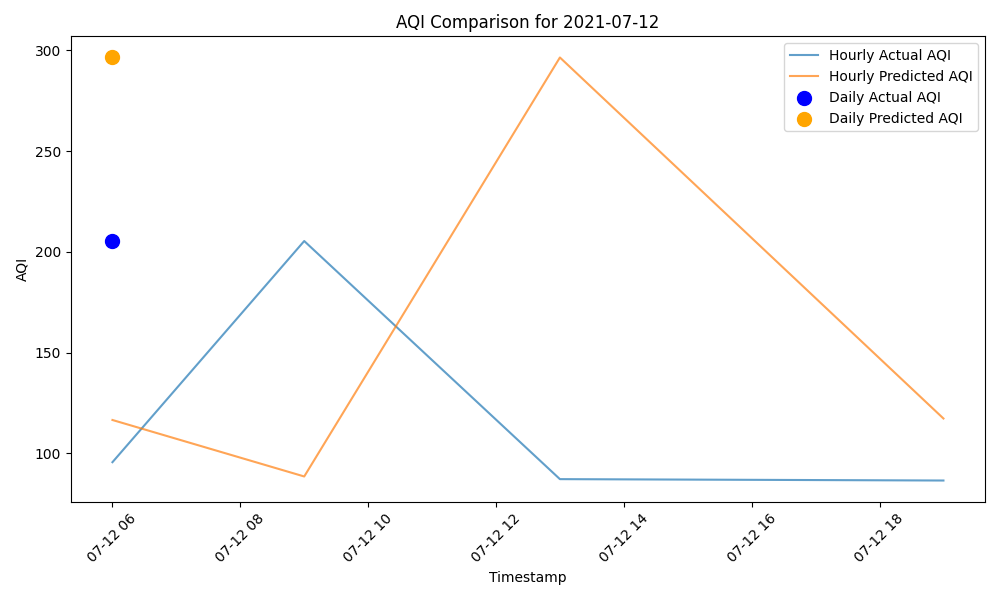 AQI Comparison for 2021-07-12
Hourly Actual AQI
Hourly Predicted AQI
Daily Actual AQI
Daily Predicted AQI
AQI
300
250
200
150
100
07-12 06
07-12 08
07-12 10
07-12 12
07-12 14
07-12 16
07-12 18
Timestamp